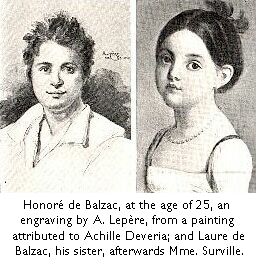 Honoré de Balzac, at the age of 25, an
engraving by A. Lepère, from a painting
attributed to Achille Deveria; and Laure de
Balzac, his sister, afterwards Mme. Surville.